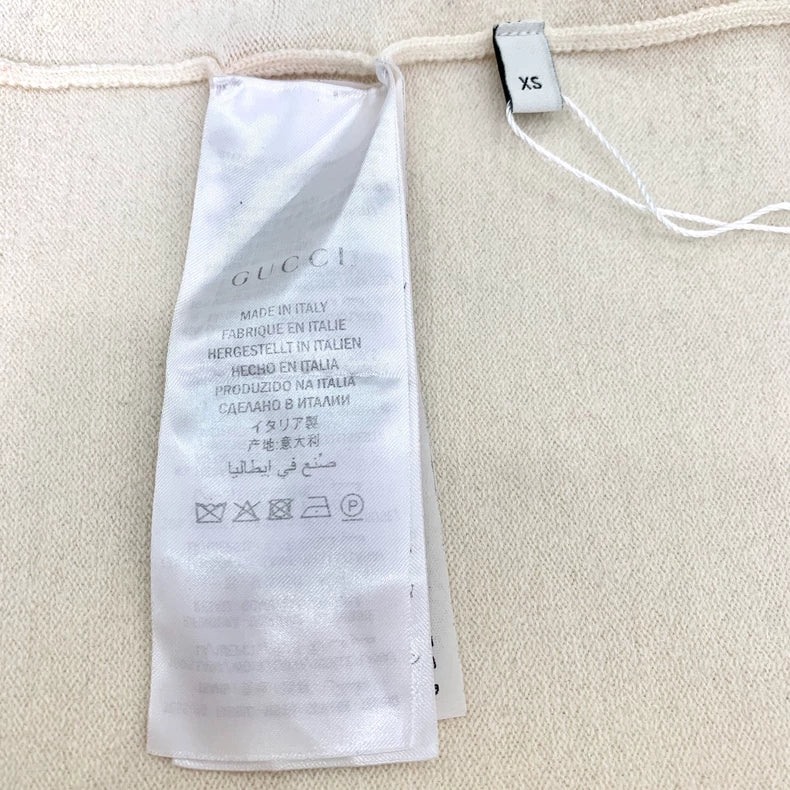 XS
GUCCI
MADE IN ITALY
FABRIQUE EN ITALIE
HERGESTELLT IN ITALIEN
HECHO EN ITALIA
PRODUZIDO NA ITALIA
СДЕЛАНО В ИТАЛИИ
イタリア製
产地:意大利
صنع في ايطاليا
P